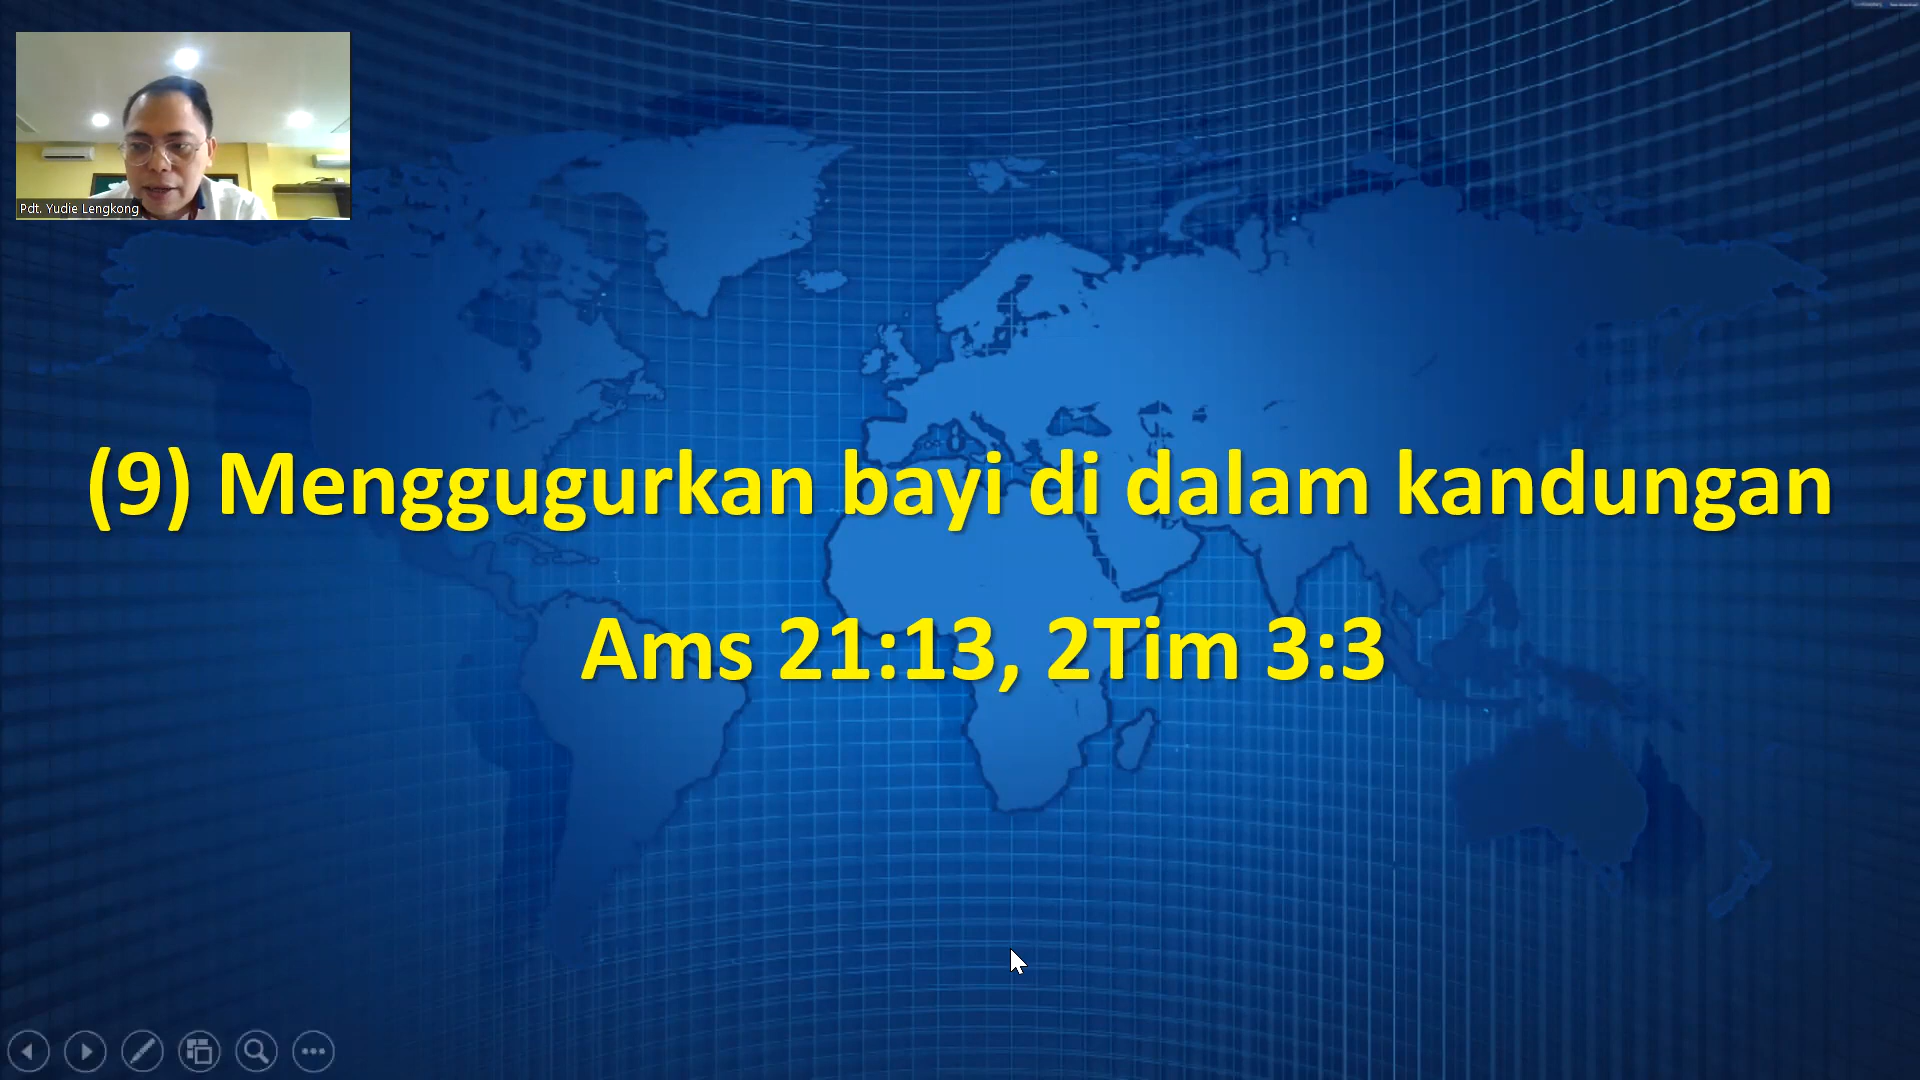 Pdt. Yudie Lengkong
(9) Menggugurkan bayi di dalam kandungan
Ams 21:13, 2Tim 3:3